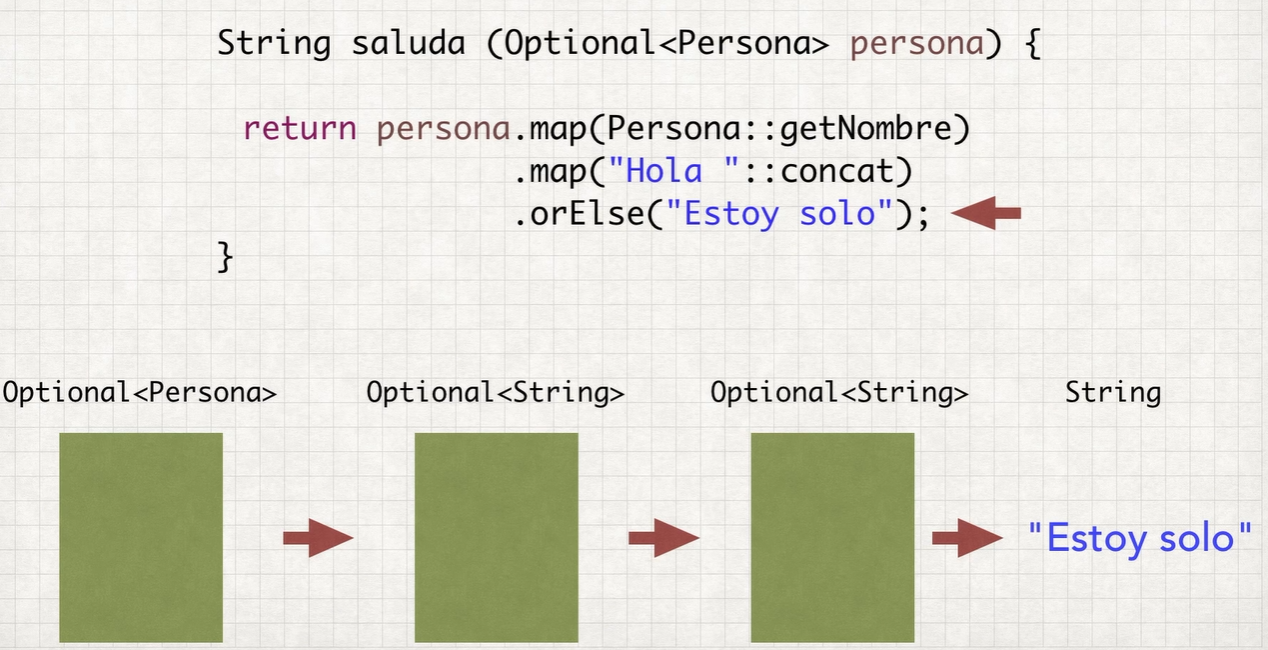 String saluda (Optional<Persona> persona) {
return persona.map(Persona::getNombre)
.map("Hola "::concat)
.orElse("Estoy solo");
}
Optional<Persona> Optional<String> Optional<String> String
"Estoy solo"